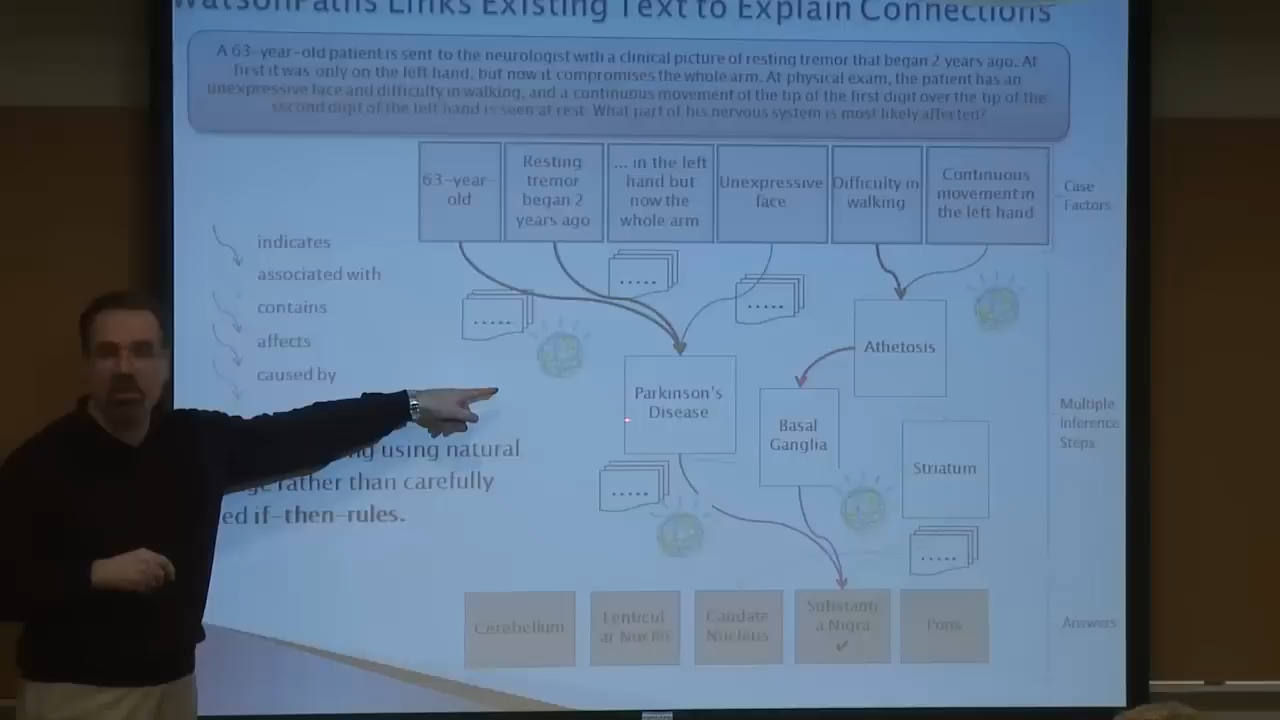 WatsonPaths Links Existing Text to Explain Connections
A 63-year-old patient is sent to the neurologist with a clinical picture of resting tremor that began 2 years ago. At
first it was only on the left hand, but now it compromises the whole arm. At physical exam, the patient has an
unexpressive face and difficulty in walking, and a continuous movement of the tip of the first digit over the tip of the
second digit of the left hand is seen at rest. What part of his nervous system is most likely affected?
63-year-
old
Resting
tremor
began 2
years ago
... in the left
hand but
now the
whole arm
Unexpressive
face
Difficulty in
walking
Continuous
movement in
the left hand
Case
Factors
indicates
associated with
contains
affects
caused by
Parkinson's
Disease
Athetosis
Basal
Ganglia
Striatum
Multiple
Inference
Steps
using natural
rather than carefully
if-then-rules.
Cerebellum
Lenticul
ar Nuclei
Caudate
Nucleus
Substanti
a Nigra
Pons
Answers